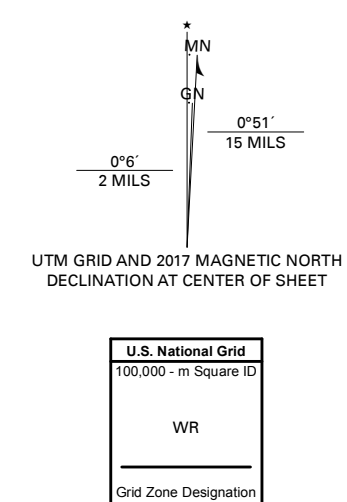 ★
MN
GN
0°51´
15 MILS
0°6´
2 MILS
UTM GRID AND 2017 MAGNETIC NORTH
DECLINATION AT CENTER OF SHEET
U.S. National Grid
100,000 - m Square ID
WR
Grid Zone Designation